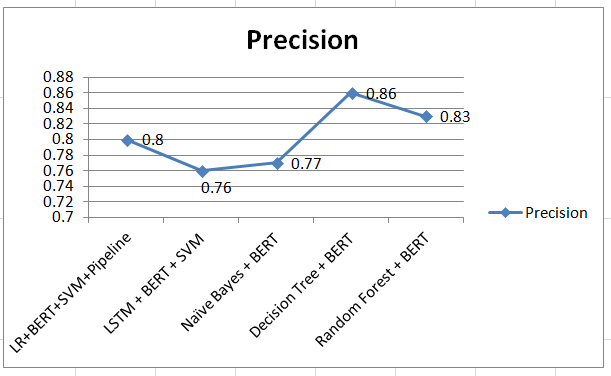 Precision
0.88
0.86
0.84
0.82
0.8
0.78
0.76
0.74
0.72
0.7
0.8
0.76
0.77
0.86
0.83
LR+BERT+SVM+Pipeline
LSTM + BERT + SVM
Naïve Bayes + BERT
Decision Tree + BERT
Random Forest + BERT
Precision